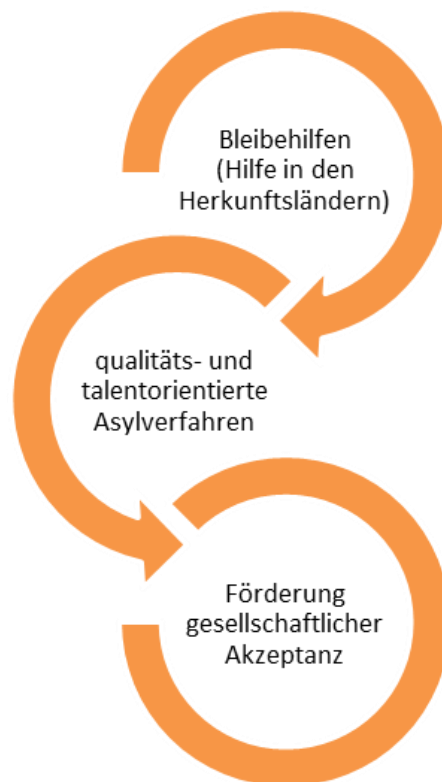 Bleibehilfen
(Hilfe in den
Herkunftsländern)
qualitäts- und
talentorientierte
Asylverfahren
Förderung
gesellschaftlicher
Akzeptanz